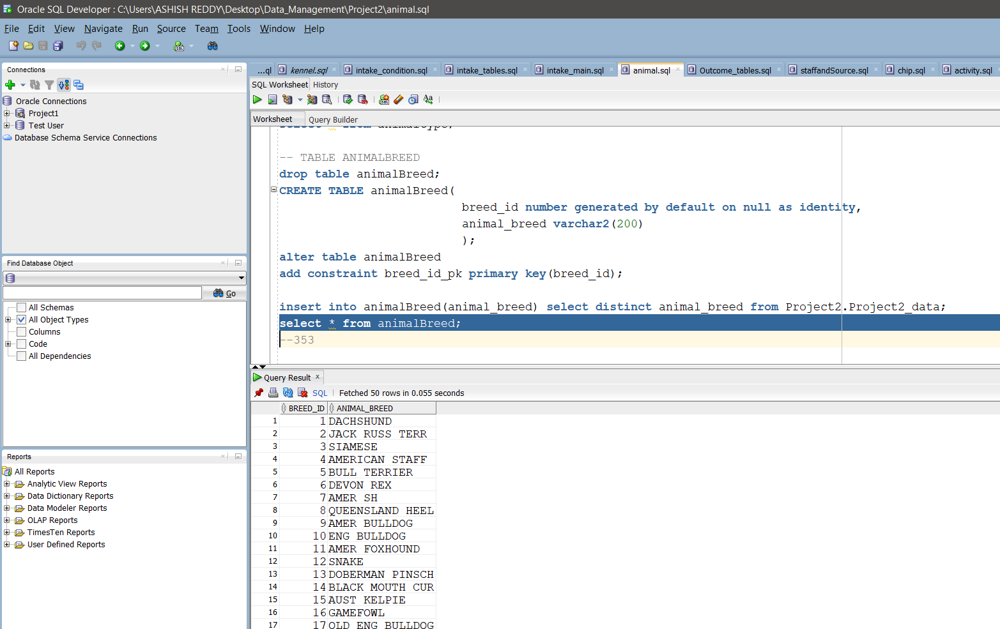 Oracle SQL Developer : C:\Users\ASHISH REDDY\Desktop\Data_Management\Project2\animal.sql
File Edit View Navigate Run Source Team Tools Window Help
Connections
Oracle Connections
Project1
Test User
Database Schema Service Connections
Find Database Object
Go
All Schemas
All Object Types
Columns
Code
All Dependencies
Reports
All Reports
Analytic View Reports
Data Dictionary Reports
Data Modeler Reports
OLAP Reports
TimesTen Reports
User Defined Reports
...ql kennel.sql intake_condition.sql intake_tables.sql intake_main.sql animal.sql Outcome_tables.sql staffandSource.sql chip.sql activity.sql
SQL Worksheet History
Aa
Worksheet Query Builder
select * from animalType;
-- TABLE ANIMALBREED
drop table animalBreed;
CREATE TABLE animalBreed(
breed_id number generated by default on null as identity,
animal_breed varchar2(200)
);
alter table animalBreed
add constraint breed_id_pk primary key(breed_id);
insert into animalBreed(animal_breed) select distinct animal_breed from Project2.Project2_data;
select * from animalBreed;
--353
Query Result
SQL Fetched 50 rows in 0.055 seconds
BREED_ID ANIMAL_BREED
1 1 DACHSHUND
2 2 JACK RUSS TERR
3 3 SIAMESE
4 4 AMERICAN STAFF
5 5 BULL TERRIER
6 6 DEVON REX
7 7 AMER SH
8 8 QUEENSLAND HEEL
9 9 AMER BULLDOG
10 10 ENG BULLDOG
11 11 AMER FOXHOUND
12 12 SNAKE
13 13 DOBERMAN PINSCH
14 14 BLACK MOUTH CUR
15 15 AUST KELPIE
16 16 GAMEFOWL
17 17 OLD ENG BULLDOG